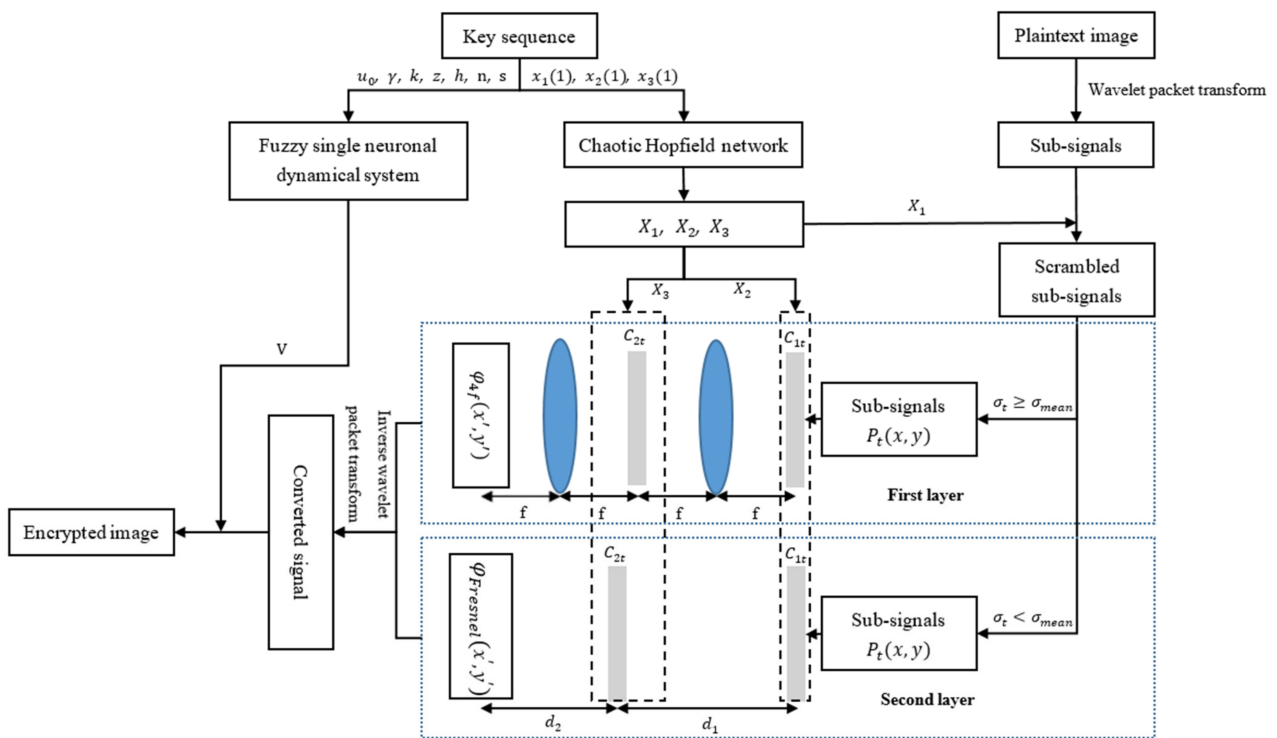 Key sequence
Plaintext image
u₀, γ, k, z, h, n, s
x₁(1), x₂(1), x₃(1)
Wavelet packet transform
Fuzzy single neuronal
dynamical system
Chaotic Hopfield network
Sub-signals
X₁, X₂, X₃
X₁
Scrambled
sub-signals
X₃
X₂
V
C₂ₜ
C₁ₜ
φ₄f(x′,y′)
Sub-signals
Pₜ(x, y)
σₜ ≥ σₘₑₐₙ
First layer
f
f
f
f
Inverse wavelet
packet transform
Converted signal
Encrypted image
C₂ₜ
C₁ₜ
φFresnel(x′,y′)
Sub-signals
Pₜ(x, y)
σₜ < σₘₑₐₙ
Second layer
d₂
d₁